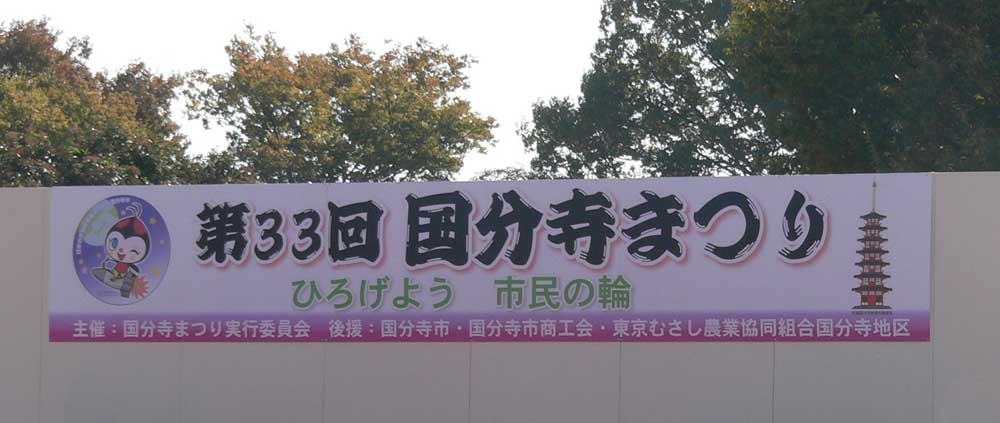 第33回 国分寺まつり
ひろげよう 市民の輪
主催：国分寺まつり実行委員会 後援：国分寺市・国分寺市商工会・東京むさし農業協同組合国分寺地区